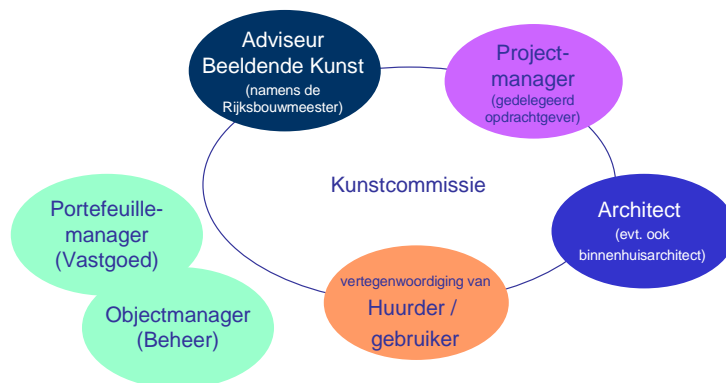 Adviseur
Beeldende Kunst
(namens de
Rijksbouwmeester)
Project-
manager
(gedelegeerd
opdrachtgever)
Kunstcommissie
Architect
(evt. ook
binnenhuisarchitect)
Portefeuille-
manager
(Vastgoed)
Objectmanager
(Beheer)
vertegenwoordiging van
Huurder /
gebruiker